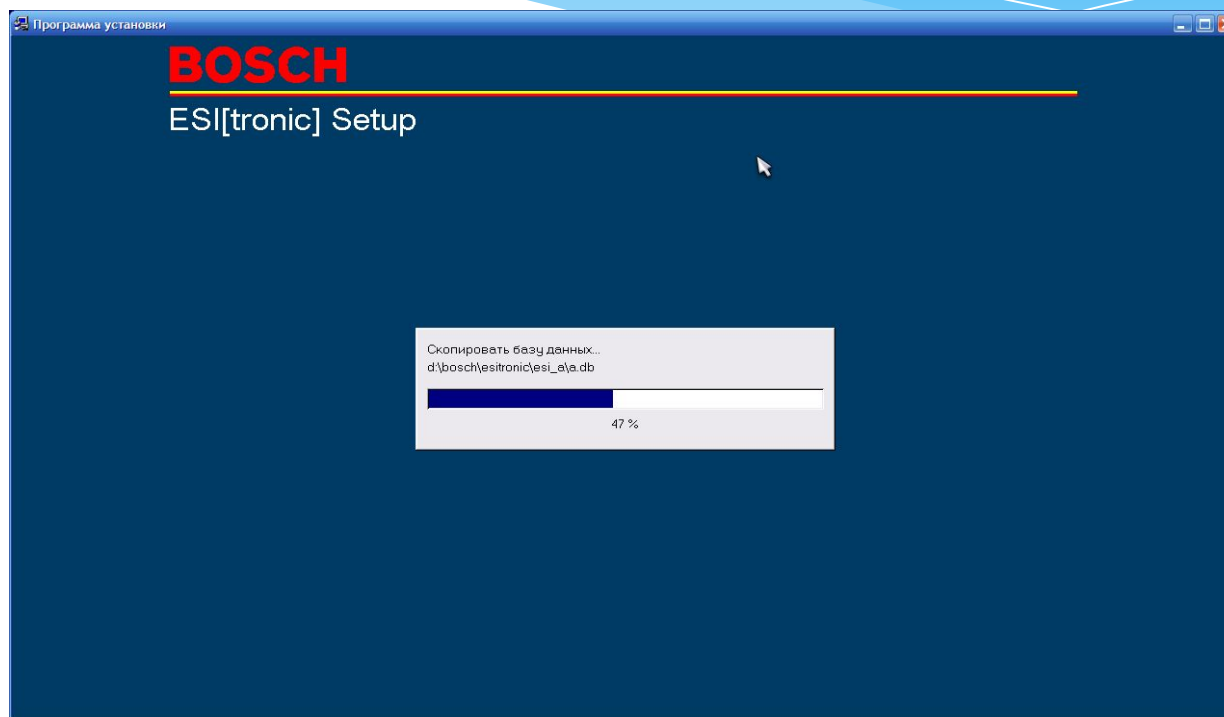 Программа установки
BOSCH
ESI[tronic] Setup
Скопировать базу данных...
d:\bosch\esitronic\esi_a\a.db
47 %